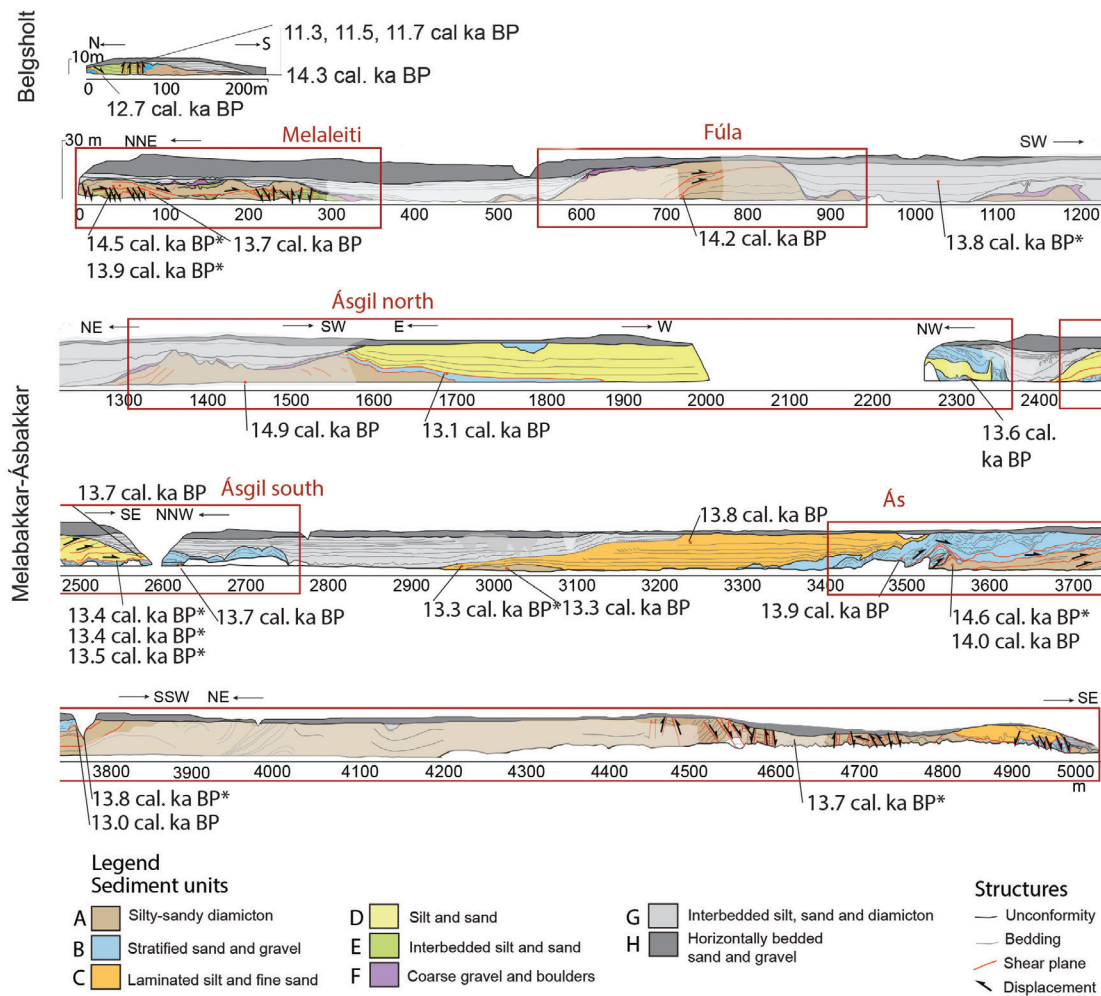 Belgsholt
N
S
10m
11.3, 11.5, 11.7 cal ka BP
14.3 cal. ka BP
0 100 200m
12.7 cal. ka BP
Melabakkar-Ásbakkar
30 m
NNE
Melaleiti
Fúla
SW
0 100 200 300 400 500 600 700 800 900 1000 1100 1200
14.5 cal. ka BP*
13.9 cal. ka BP*
13.7 cal. ka BP
14.2 cal. ka BP
13.8 cal. ka BP*
Ásgil north
NE
SW
E
W
NW
1300 1400 1500 1600 1700 1800 1900 2000 2100 2200 2300 2400
14.9 cal. ka BP
13.1 cal. ka BP
13.6 cal.
ka BP
13.7 cal. ka BP
SE
NNW
Ásgil south
13.8 cal. ka BP
Ás
2500 2600 2700 2800 2900 3000 3100 3200 3300 3400 3500 3600 3700
13.4 cal. ka BP*
13.4 cal. ka BP*
13.5 cal. ka BP*
13.7 cal. ka BP
13.3 cal. ka BP*
13.3 cal. ka BP
13.9 cal. ka BP
14.6 cal. ka BP*
14.0 cal. ka BP
SSW
NE
SE
3800 3900 4000 4100 4200 4300 4400 4500 4600 4700 4800 4900 5000
m
13.8 cal. ka BP*
13.0 cal. ka BP
13.7 cal. ka BP*
Legend
Sediment units
A Silty-sandy diamicton
B Stratified sand and gravel
C Laminated silt and fine sand
D Silt and sand
E Interbedded silt and sand
F Coarse gravel and boulders
G Interbedded silt, sand and diamicton
H Horizontally bedded
sand and gravel
Structures
Unconformity
Bedding
Shear plane
Displacement